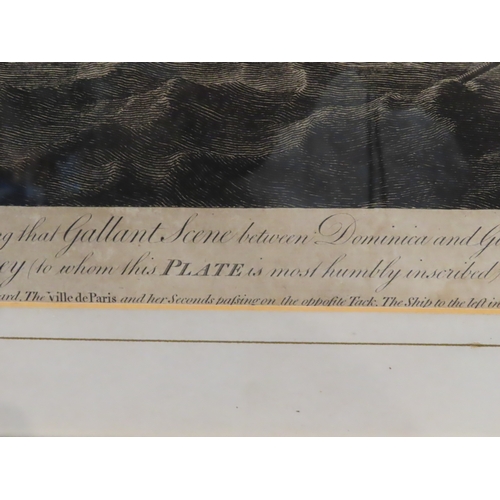 that Gallant Scene between Dominica and
(to whom this PLATE is most humbly inscribed)
The Ville de Paris and her Seconds paſsing on the oppoſite Tack. The Ship to the left in